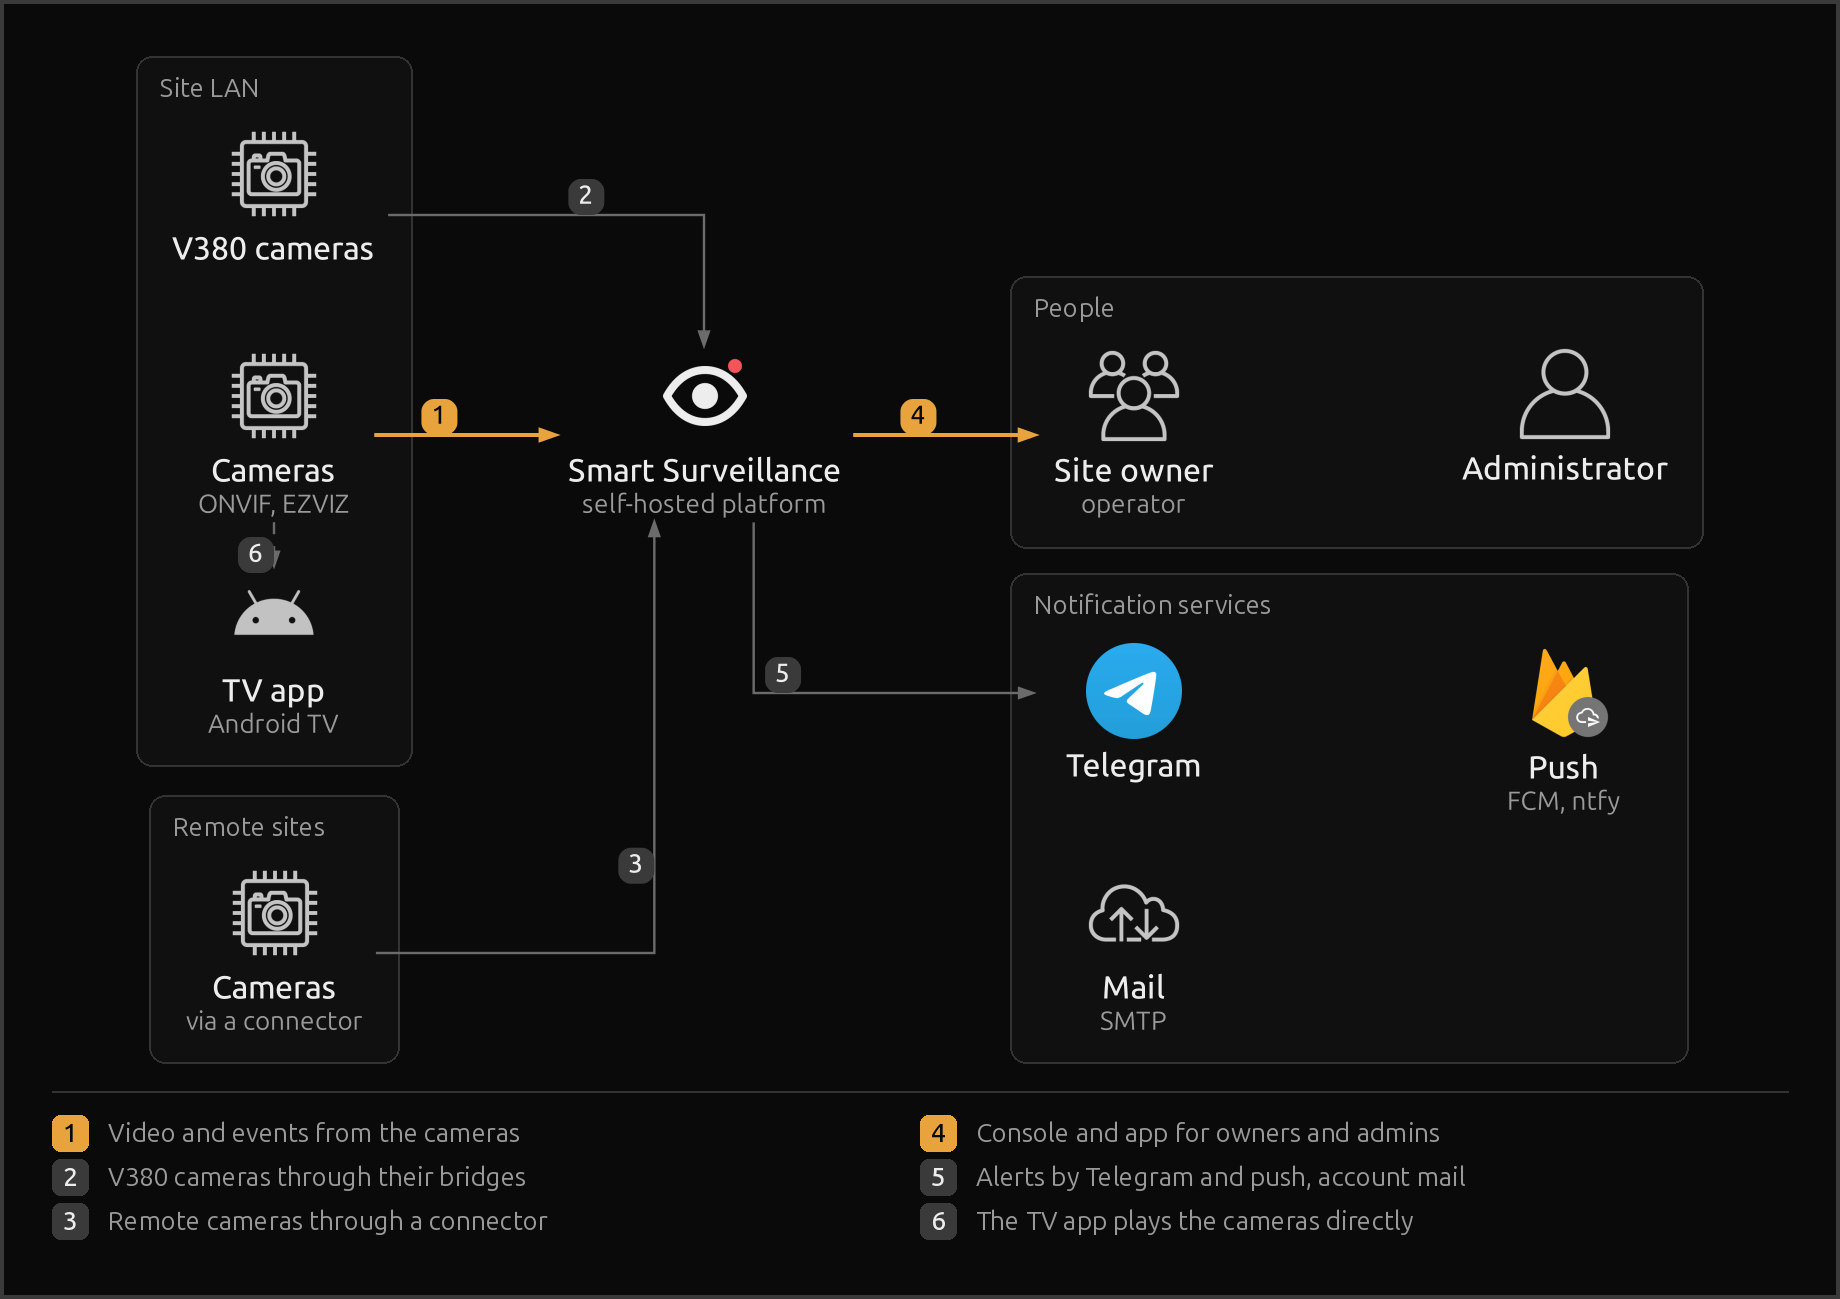 Site LAN
V380 cameras
2
Cameras
ONVIF, EZVIZ
1
6
TV app
Android TV
Remote sites
Cameras
via a connector
3
Smart Surveillance
self-hosted platform
4
5
People
Site owner
operator
Administrator
Notification services
Telegram
Push
FCM, ntfy
Mail
SMTP
1 Video and events from the cameras
2 V380 cameras through their bridges
3 Remote cameras through a connector
4 Console and app for owners and admins
5 Alerts by Telegram and push, account mail
6 The TV app plays the cameras directly